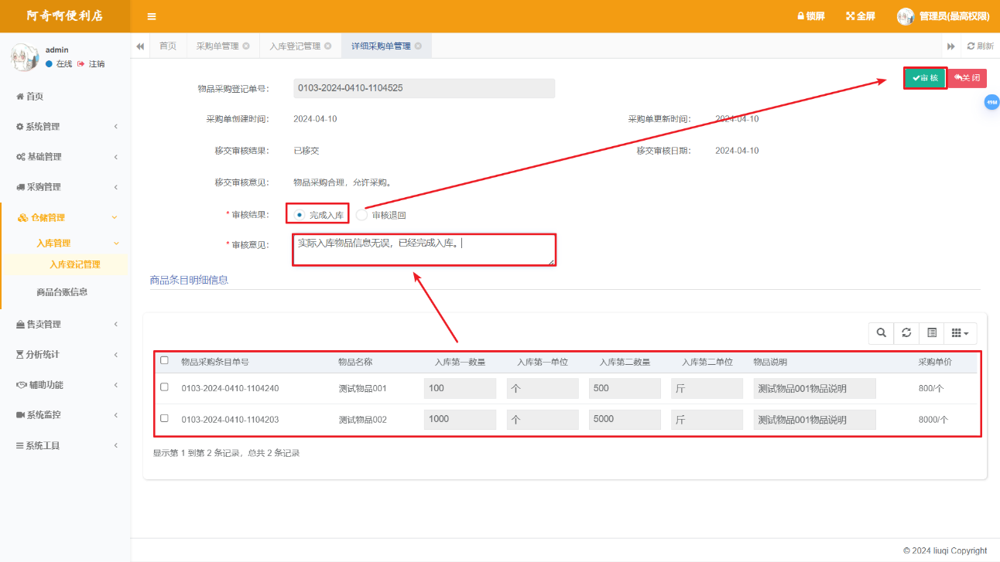 阿奇啊便利店
锁屏 全屏 管理员(最高权限)
admin
在线 注销
首页 采购单管理 入库登记管理 详细采购单管理 刷新
首页
系统管理
基础管理
采购管理
仓储管理
入库管理
入库登记管理
商品台账信息
售卖管理
分析统计
辅助功能
系统监控
系统工具
审 核 关 闭
物品采购登记单号： 0103-2024-0410-1104525
采购单创建时间： 2024-04-10 采购单更新时间： 2024-04-10
移交审核结果： 已移交 移交审核日期： 2024-04-10
移交审核意见： 物品采购合理，允许采购。
* 审核结果： 完成入库 审核退回
* 审核意见： 实际入库物品信息无误，已经完成入库。
商品条目明细信息
物品采购条目单号 物品名称 入库第一数量 入库第一单位 入库第二数量 入库第二单位 物品说明 采购单价
0103-2024-0410-1104240 测试物品001 100 个 500 斤 测试物品001物品说明 800/个
0103-2024-0410-1104203 测试物品002 1000 个 5000 斤 测试物品001物品说明 8000/个
显示第 1 到第 2 条记录，总共 2 条记录
© 2024 liuqi Copyright